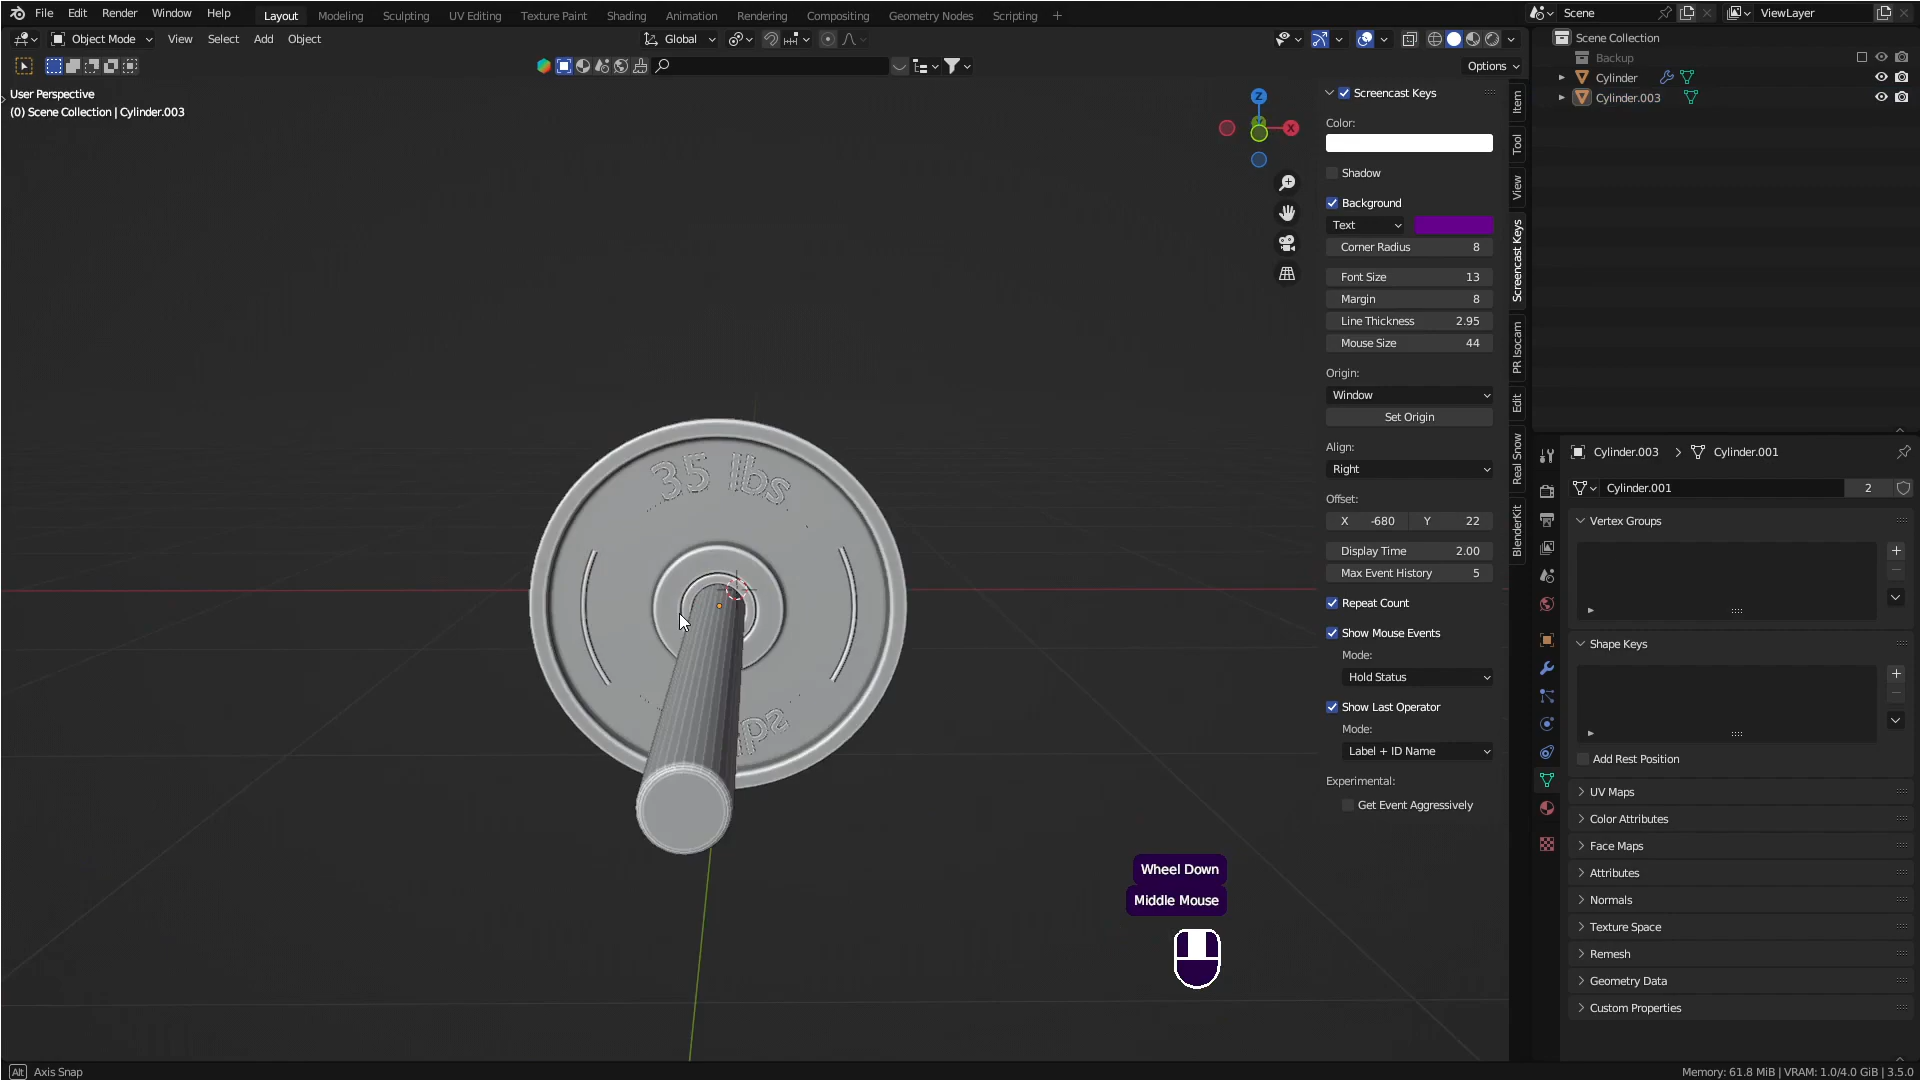 File Edit Render Window Help Layout Modeling Sculpting UV Editing Texture Paint Shading Animation Rendering Compositing Geometry Nodes Scripting + Scene ViewLayer
Object Mode View Select Add Object Global
Options
User Perspective
(0) Scene Collection | Cylinder.003
Z
X
35 lbs
Screencast Keys
Color:
Shadow
Background
Text
Corner Radius 8
Font Size 13
Margin 8
Line Thickness 2.95
Mouse Size 44
Origin:
Window
Set Origin
Align:
Right
Offset:
X -680 Y 22
Display Time 2.00
Max Event History 5
Repeat Count
Show Mouse Events
Mode:
Hold Status
Show Last Operator
Mode:
Label + ID Name
Experimental:
Get Event Aggressively
Item
Tool
View
Screencast Keys
PR Isocam
Edit
Real Snow
BlenderKit
Scene Collection
Backup
Cylinder
Cylinder.003
Cylinder.003 > Cylinder.001
Cylinder.001 2
Vertex Groups
Shape Keys
Add Rest Position
UV Maps
Color Attributes
Face Maps
Attributes
Normals
Texture Space
Remesh
Geometry Data
Custom Properties
Wheel Down
Middle Mouse
Alt Axis Snap
Memory: 61.8 MiB | VRAM: 1.0/4.0 GiB | 3.5.0